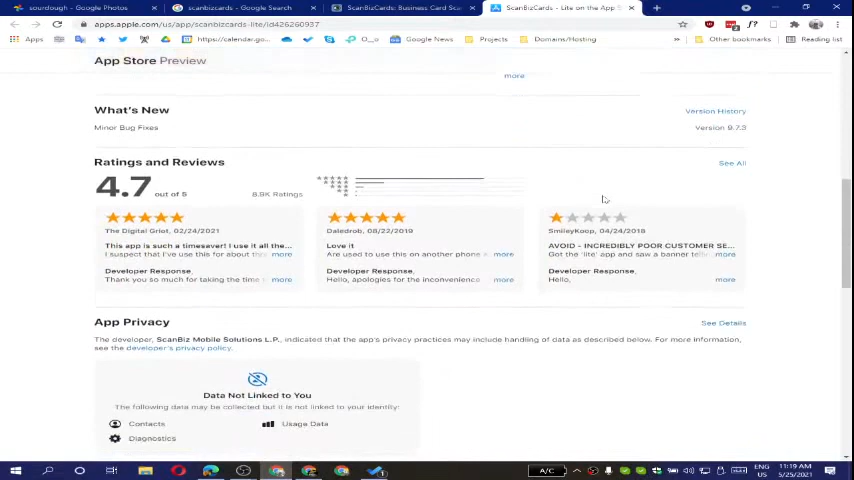 sourdough - Google Photos
scanbizcards - Google Search
ScanBizCards: Business Card Sca
ScanBizCards - Lite on the App S
apps.apple.com/us/app/scanbizcards-lite/id426260937
Apps
https://calendar.go...
O__o
Google News
Projects
Domains/Hosting
Other bookmarks
Reading list
App Store Preview
more
What's New
Version History
Minor Bug Fixes
Version 9.7.3
Ratings and Reviews
See All
4.7 out of 5
8.9K Ratings
The Digital Griot, 02/24/2021
Daledrob, 08/22/2019
SmileyKoop, 04/24/2018
This app is such a timesaver! I use it all the...
Love it
AVOID - INCREDIBLY POOR CUSTOMER SE...
I suspect that I've use this for about this more
Are used to use this on another phone a more
Got the 'lite' app and saw a banner more
Developer Response,
Developer Response,
Developer Response,
Thank you so much for taking the time more
Hello, apologies for the inconvenience more
Hello, more
App Privacy
See Details
The developer, ScanBiz Mobile Solutions L.P., indicated that the app's privacy practices may include handling of data as described below. For more information,
see the developer's privacy policy.
Data Not Linked to You
The following data may be collected but it is not linked to your identity:
Contacts
Usage Data
Diagnostics
A/C
ENG
US
11:19 AM
5/25/2021